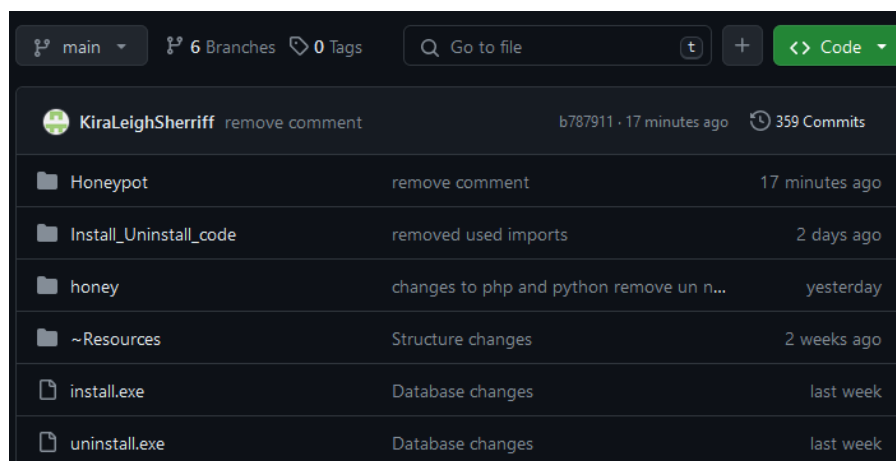 main 6 Branches 0 Tags Go to file t + <> Code
KiraLeighSherriff remove comment b787911 · 17 minutes ago 359 Commits
Honeypot remove comment 17 minutes ago
Install_Uninstall_code removed used imports 2 days ago
honey changes to php and python remove un n... yesterday
~Resources Structure changes 2 weeks ago
install.exe Database changes last week
uninstall.exe Database changes last week